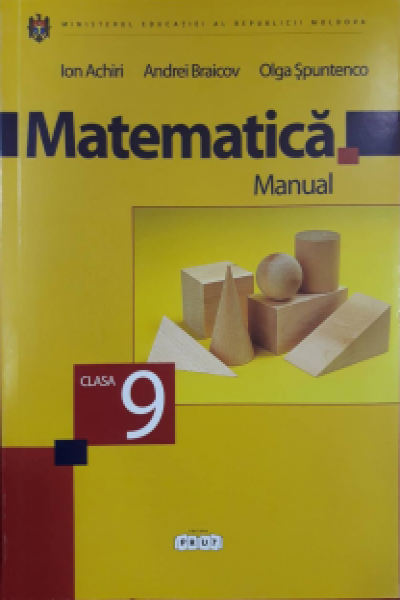 MINISTERUL EDUCAȚIEI AL REPUBLICII MOLDOVA
Ion Achiri Andrei Braicov Olga Șpuntenco
Matematică
Manual
CLASA 9
PRUT